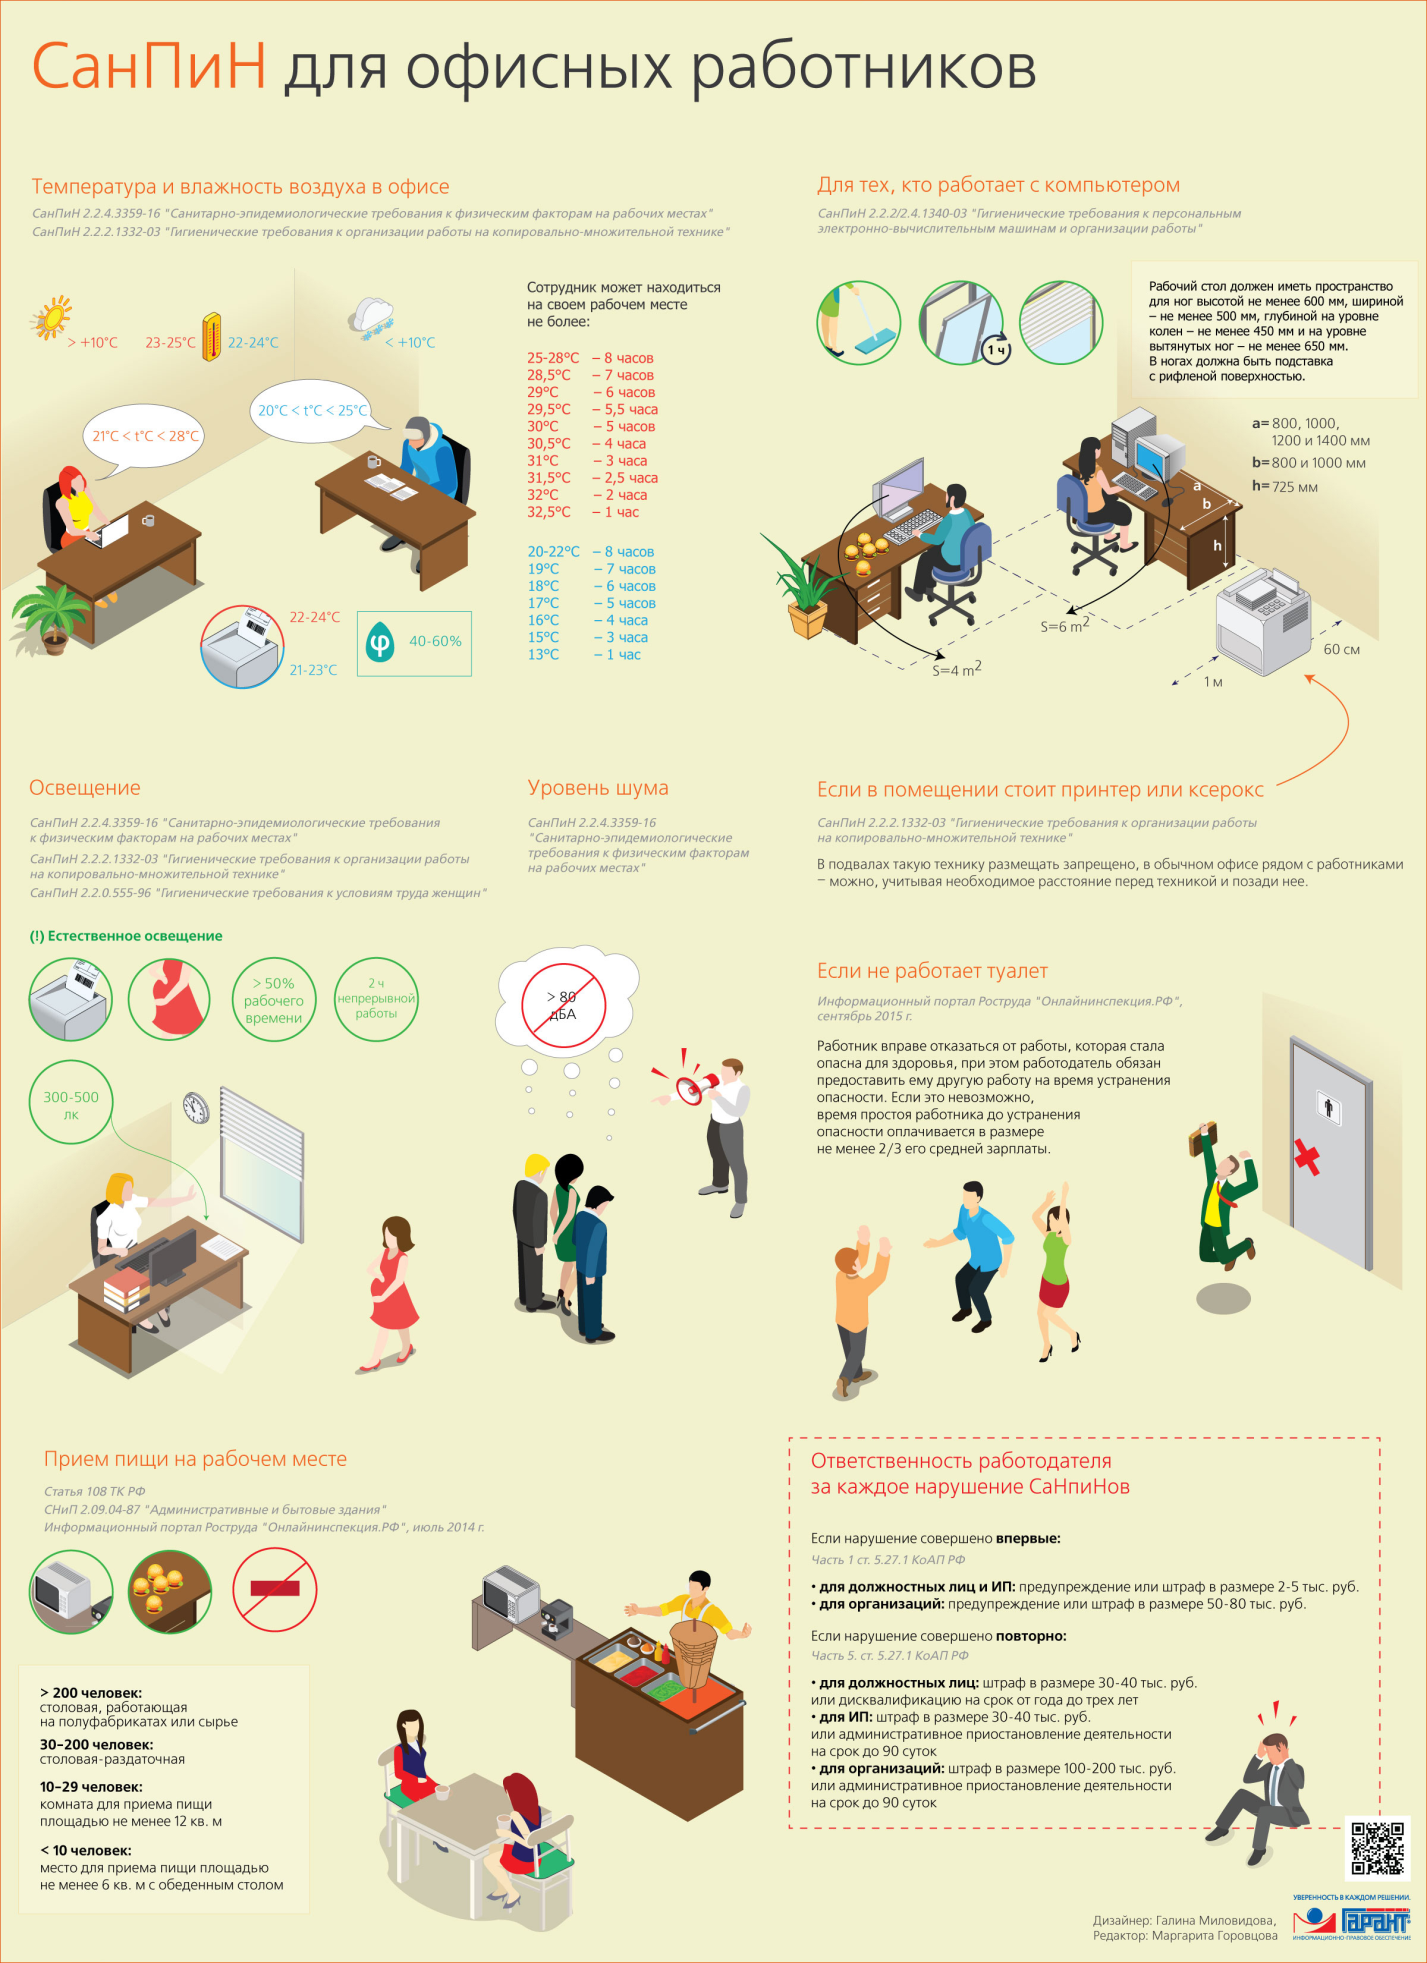 СанПиН для офисных работников
Температура и влажность воздуха в офисе
СанПиН 2.2.4.3359-16 "Санитарно-эпидемиологические требования к физическим факторам на рабочих местах"
СанПиН 2.2.2.1332-03 "Гигиенические требования к организации работы на копировально-множительной технике"
> +10°C
23-25°C
22-24°C
< +10°C
20°C < t°C < 25°C
21°C < t°C < 28°C
22-24°C
21-23°C
φ
40-60%
Сотрудник может находиться
на своем рабочем месте
не более:
25-28°C – 8 часов
28,5°C – 7 часов
29°C – 6 часов
29,5°C – 5,5 часа
30°C – 5 часов
30,5°C – 4 часа
31°C – 3 часа
31,5°C – 2,5 часа
32°C – 2 часа
32,5°C – 1 час
20-22°C – 8 часов
19°C – 7 часов
18°C – 6 часов
17°C – 5 часов
16°C – 4 часа
15°C – 3 часа
13°C – 1 час
Для тех, кто работает с компьютером
СанПиН 2.2.2/2.4.1340-03 "Гигиенические требования к персональным
электронно-вычислительным машинам и организации работы"
1 ч
Рабочий стол должен иметь пространство
для ног высотой не менее 600 мм, шириной
– не менее 500 мм, глубиной на уровне
колен – не менее 450 мм и на уровне
вытянутых ног – не менее 650 мм.
В ногах должна быть подставка
с рифленой поверхностью.
a= 800, 1000,
1200 и 1400 мм
b=800 и 1000 мм
h= 725 мм
a
b
h
S=6 m2
S=4 m2
60 см
1 м
Освещение
СанПиН 2.2.4.3359-16 "Санитарно-эпидемиологические требования
к физическим факторам на рабочих местах"
СанПиН 2.2.2.1332-03 "Гигиенические требования к организации работы
на копировально-множительной технике"
СанПиН 2.2.0.555-96 "Гигиенические требования к условиям труда женщин"
(!) Естественное освещение
> 50%
рабочего
времени
2 ч
непрерывной
работы
300-500
лк
Уровень шума
СанПиН 2.2.4.3359-16
"Санитарно-эпидемиологические
требования к физическим факторам
на рабочих местах"
> 80
дБА
Если в помещении стоит принтер или ксерокс
СанПиН 2.2.2.1332-03 "Гигиенические требования к организации работы
на копировально-множительной технике"
В подвалах такую технику размещать запрещено, в обычном офисе рядом с работниками
– можно, учитывая необходимое расстояние перед техникой и позади нее.
Если не работает туалет
Информационный портал Роструда "Онлайнинспекция.РФ",
сентябрь 2015 г.
Работник вправе отказаться от работы, которая стала
опасна для здоровья, при этом работодатель обязан
предоставить ему другую работу на время устранения
опасности. Если это невозможно,
время простоя работника до устранения
опасности оплачивается в размере
не менее 2/3 его средней зарплаты.
Прием пищи на рабочем месте
Статья 108 ТК РФ
СНиП 2.09.04-87 "Административные и бытовые здания"
Информационный портал Роструда "Онлайнинспекция.РФ", июль 2014 г.
> 200 человек:
столовая, работающая
на полуфабрикатах или сырье
30–200 человек:
столовая-раздаточная
10–29 человек:
комната для приема пищи
площадью не менее 12 кв. м
< 10 человек:
место для приема пищи площадью
не менее 6 кв. м с обеденным столом
Ответственность работодателя
за каждое нарушение СаНпиНов
Если нарушение совершено впервые:
Часть 1 ст. 5.27.1 КоАП РФ
• для должностных лиц и ИП: предупреждение или штраф в размере 2-5 тыс. руб.
• для организаций: предупреждение или штраф в размере 50-80 тыс. руб.
Если нарушение совершено повторно:
Часть 5. ст. 5.27.1 КоАП РФ
• для должностных лиц: штраф в размере 30-40 тыс. руб.
или дисквалификацию на срок от года до трех лет
• для ИП: штраф в размере 30-40 тыс. руб.
или административное приостановление деятельности
на срок до 90 суток
• для организаций: штраф в размере 100-200 тыс. руб.
или административное приостановление деятельности
на срок до 90 суток
Дизайнер: Галина Миловидова,
Редактор: Маргарита Горовцова
УВЕРЕННОСТЬ В КАЖДОМ РЕШЕНИИ.
ГАРАНТ
ИНФОРМАЦИОННО-ПРАВОВОЕ ОБЕСПЕЧЕНИЕ